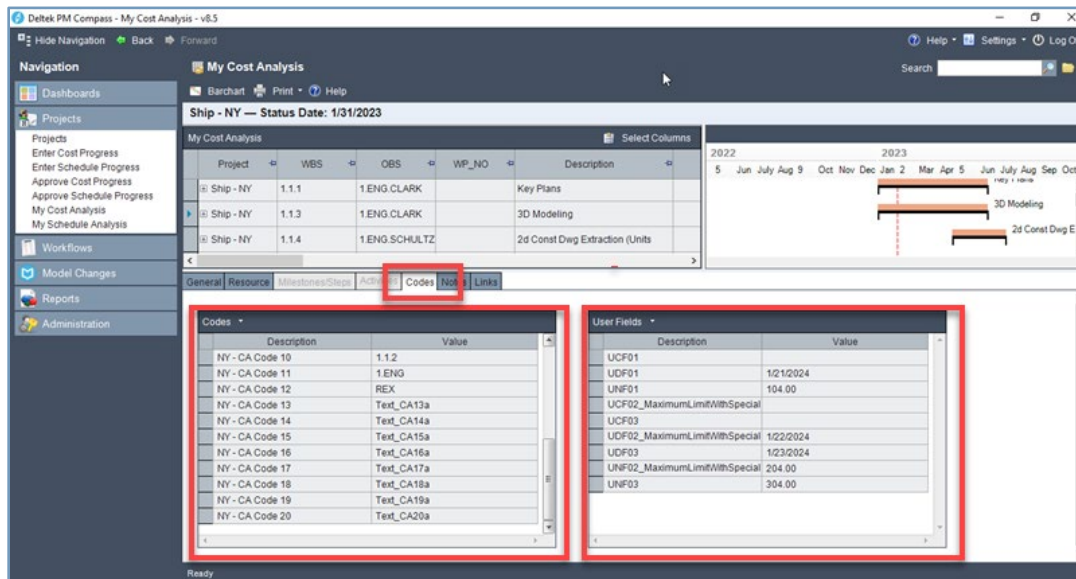 Deltek PM Compass - My Cost Analysis - v8.5
Hide Navigation Back Forward Help Settings Log O
Navigation
Dashboards
Projects
Projects
Enter Cost Progress
Enter Schedule Progress
Approve Cost Progress
Approve Schedule Progress
My Cost Analysis
My Schedule Analysis
Workflows
Model Changes
Reports
Administration
My Cost Analysis Search
Barchart Print Help
Ship - NY — Status Date: 1/31/2023
My Cost Analysis Select Columns
Project WBS OBS WP_NO Description
Ship - NY 1.1.1 1.ENG.CLARK Key Plans
Ship - NY 1.1.3 1.ENG.CLARK 3D Modeling
Ship - NY 1.1.4 1.ENG.SCHULTZ 2d Const Dwg Extraction (Units
2022 2023
5 Jun July Aug 9 Oct Nov Dec Jan 2 Mar Apr 5 Jun July Aug Sep Oct
Key Plans
3D Modeling
2d Const Dwg E
General Resource Milestones/Steps Codes Links
Codes
Description Value
NY - CA Code 10 1.1.2
NY - CA Code 11 1.ENG
NY - CA Code 12 REX
NY - CA Code 13 Text_CA13a
NY - CA Code 14 Text_CA14a
NY - CA Code 15 Text_CA15a
NY - CA Code 16 Text_CA16a
NY - CA Code 17 Text_CA17a
NY - CA Code 18 Text_CA18a
NY - CA Code 19 Text_CA19a
NY - CA Code 20 Text_CA20a
User Fields
Description Value
UCF01
UDF01 1/21/2024
UNF01 104.00
UCF02_MaximumLimitWithSpecial
UCF03
UDF02_MaximumLimitWithSpecial 1/22/2024
UDF03 1/23/2024
UNF02_MaximumLimitWithSpecial 204.00
UNF03 304.00
Ready